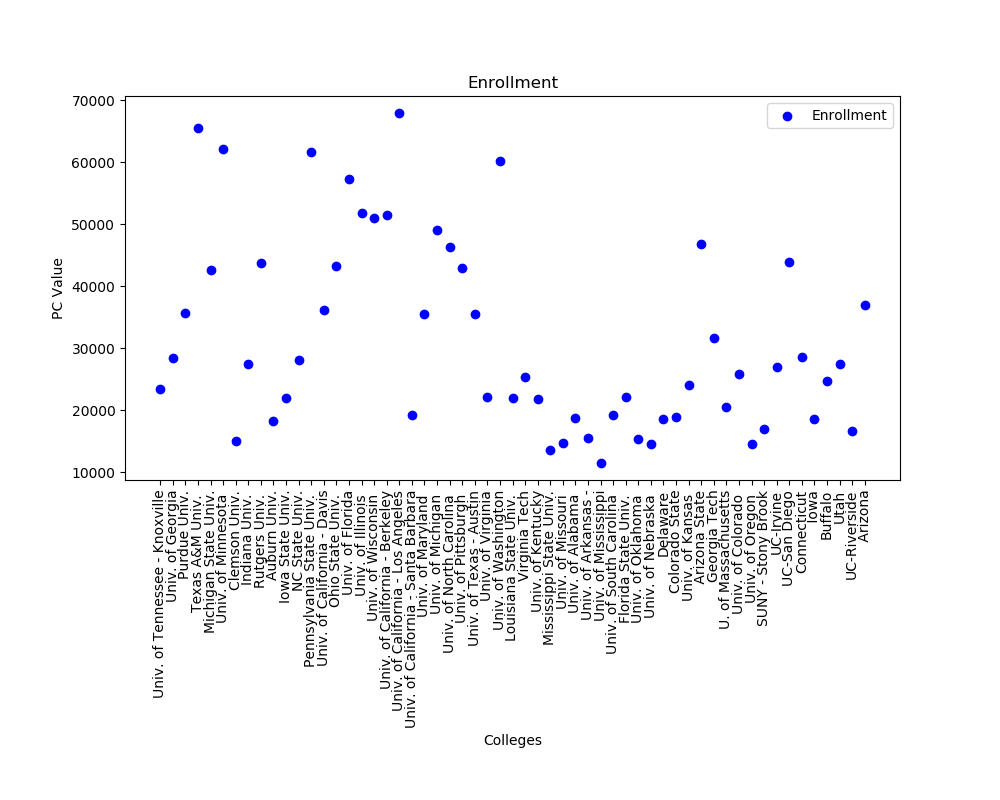 Enrollment
Enrollment
70000
60000
50000
40000
30000
20000
10000
PC Value
Univ. of Tennessee - Knoxville
Univ. of Georgia
Purdue Univ.
Texas A&M Univ.
Michigan State Univ.
Univ. of Minnesota
Clemson Univ.
Indiana Univ.
Rutgers Univ.
Auburn Univ.
Iowa State Univ.
NC State Univ.
Pennsylvania State Univ.
Univ. of California - Davis
Ohio State Univ.
Univ. of Florida
Univ. of Illinois
Univ. of Wisconsin
Univ. of California - Berkeley
Univ. of California - Los Angeles
Univ. of California - Santa Barbara
Univ. of Maryland
Univ. of Michigan
Univ. of North Carolina
Univ. of Pittsburgh
Univ. of Texas - Austin
Univ. of Virginia
Univ. of Washington
Louisiana State Univ.
Virginia Tech
Univ. of Kentucky
Mississippi State Univ.
Univ. of Missouri
Univ. of Alabama
Univ. of Arkansas -
Univ. of Mississippi
Univ. of South Carolina
Florida State Univ.
Univ. of Oklahoma
Univ. of Nebraska.
Delaware
Colorado State
Univ. of Kansas
Arizona State
Georgia Tech
U. of Massachusetts
Univ. of Colorado
Univ. of Oregon
SUNY - Stony Brook
UC-Irvine
UC-San Diego
Connecticut
Iowa
Buffalo
Utah
UC-Riverside
Arizona
Colleges